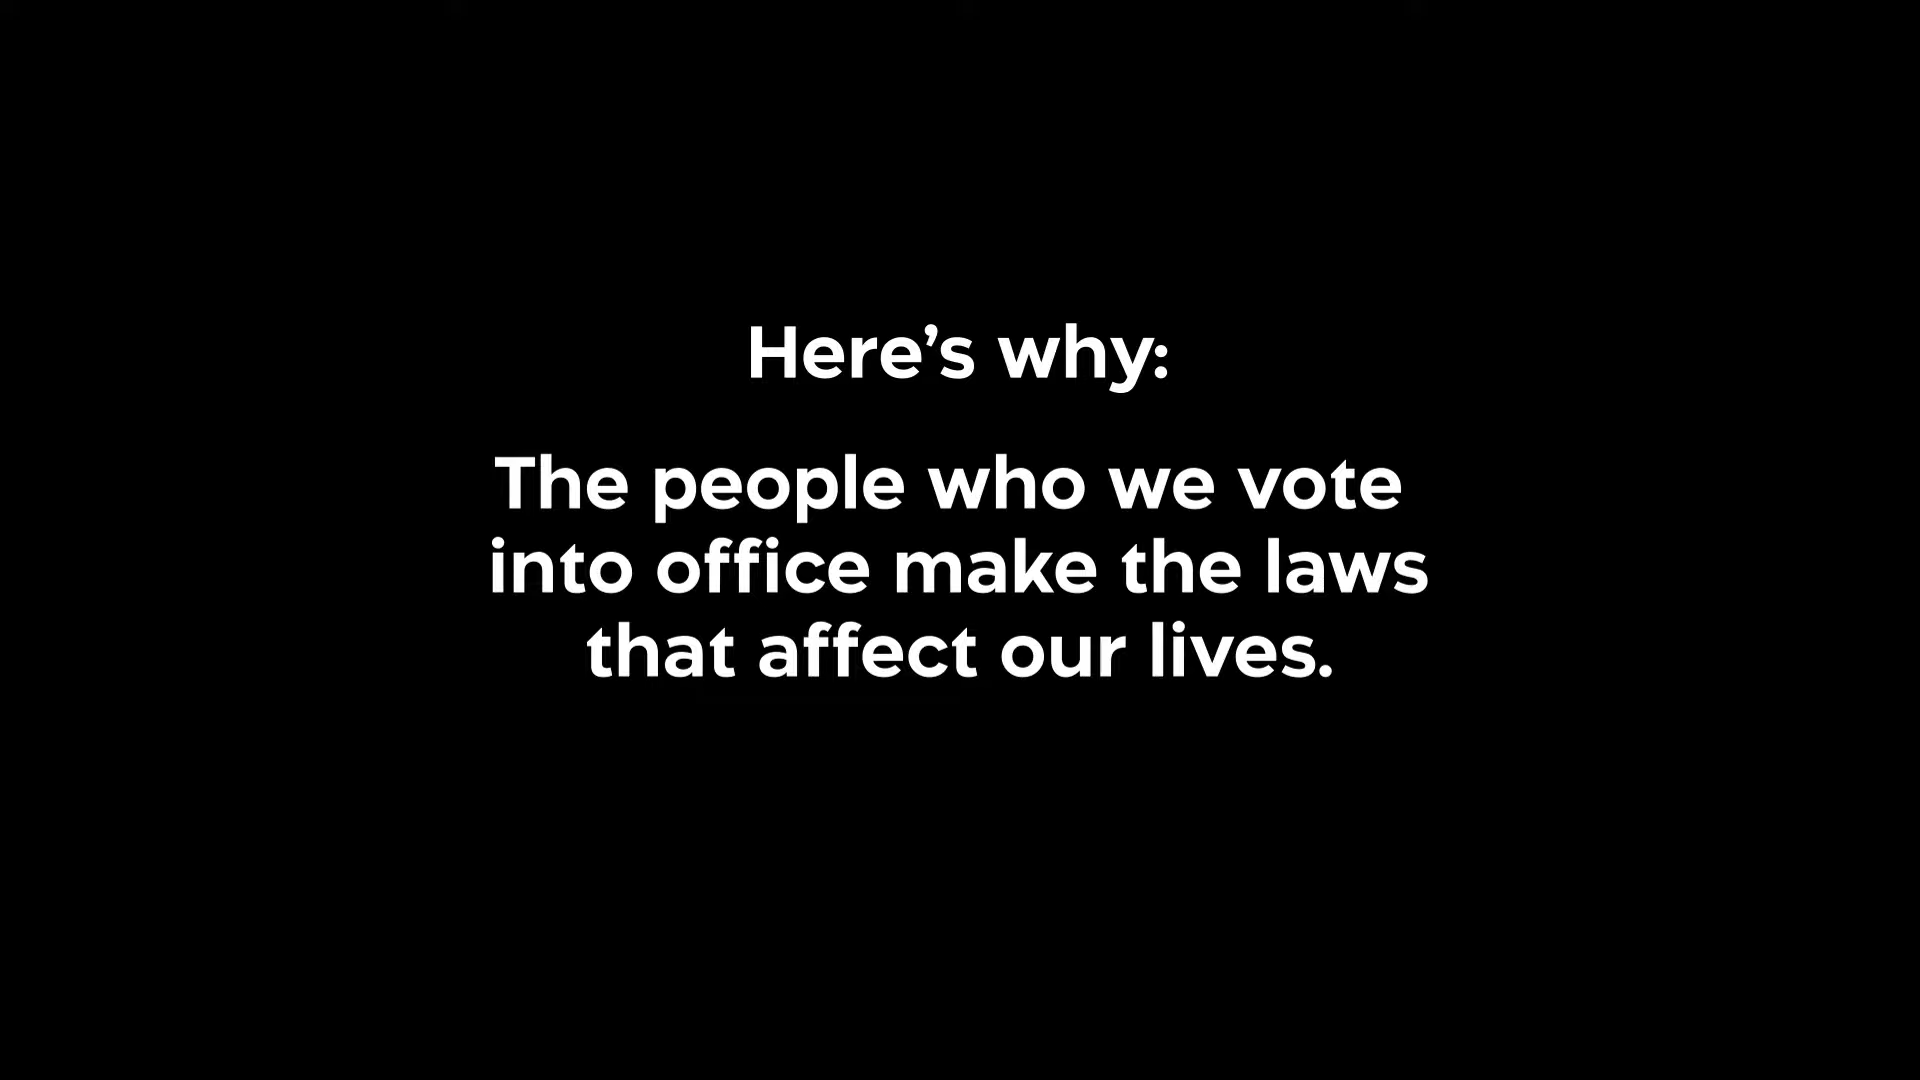 Here’s why:
The people who we vote
into office make the laws
that affect our lives.